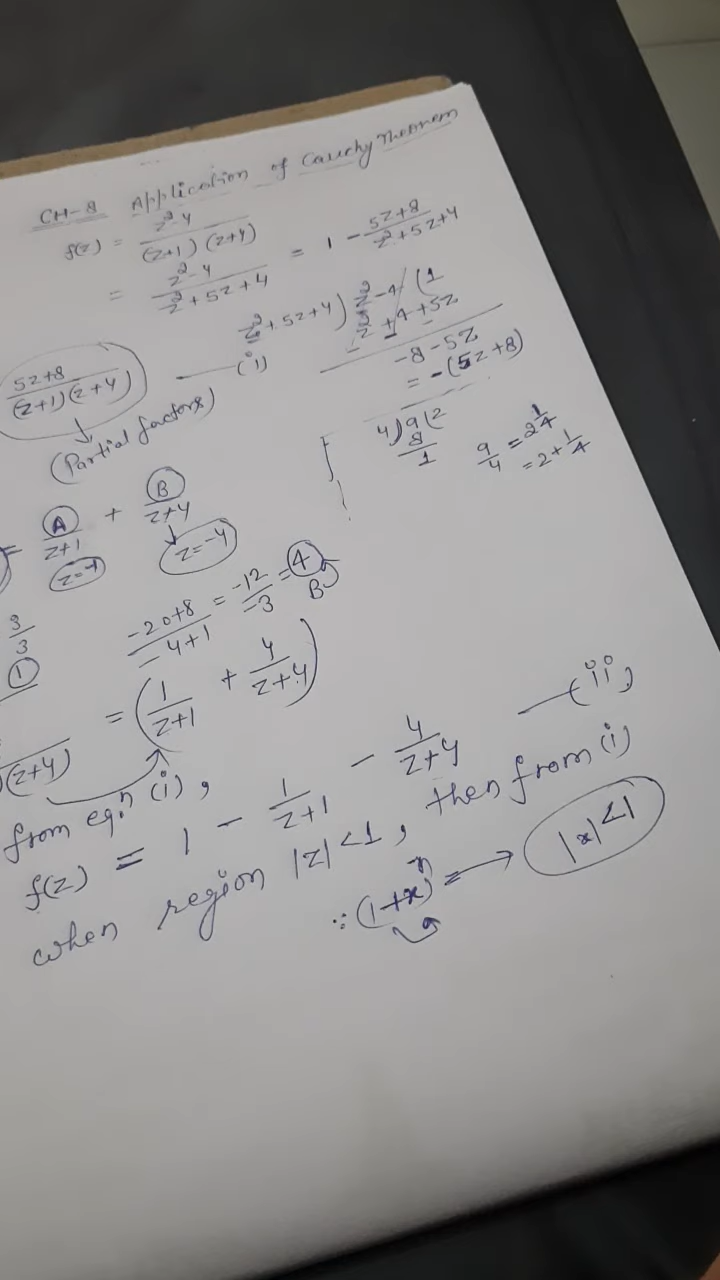 CH-8 Application of Cauchy Theorem
f(z) = z²-4 / (z+1)(z+4)
= z²-4 / z²+5z+4 = 1 - 5z+8 / z²+5z+4
z²+5z+4) z²-4 (1
z²+4+5z
- - -
-8-5z
= -(5z+8)
5z+8 / (z+1)(z+4) —(i)
(Partial factors)
4)9(2
8
1
9/4 = 2 1/4
= 2+1/4
= A/z+1 + B/z+4
z=-1 z=-4
3/3
1
-20+8 / -4+1 = -12/-3 = 4
B
(z+4) = (1/z+1 + 4/z+4)
from eqn (i),
f(z) = 1 - 1/z+1 - 4/z+4 —(ii)
when region |z|<1, then from (i)
∵ (1+x)ⁿ = → |x|<1